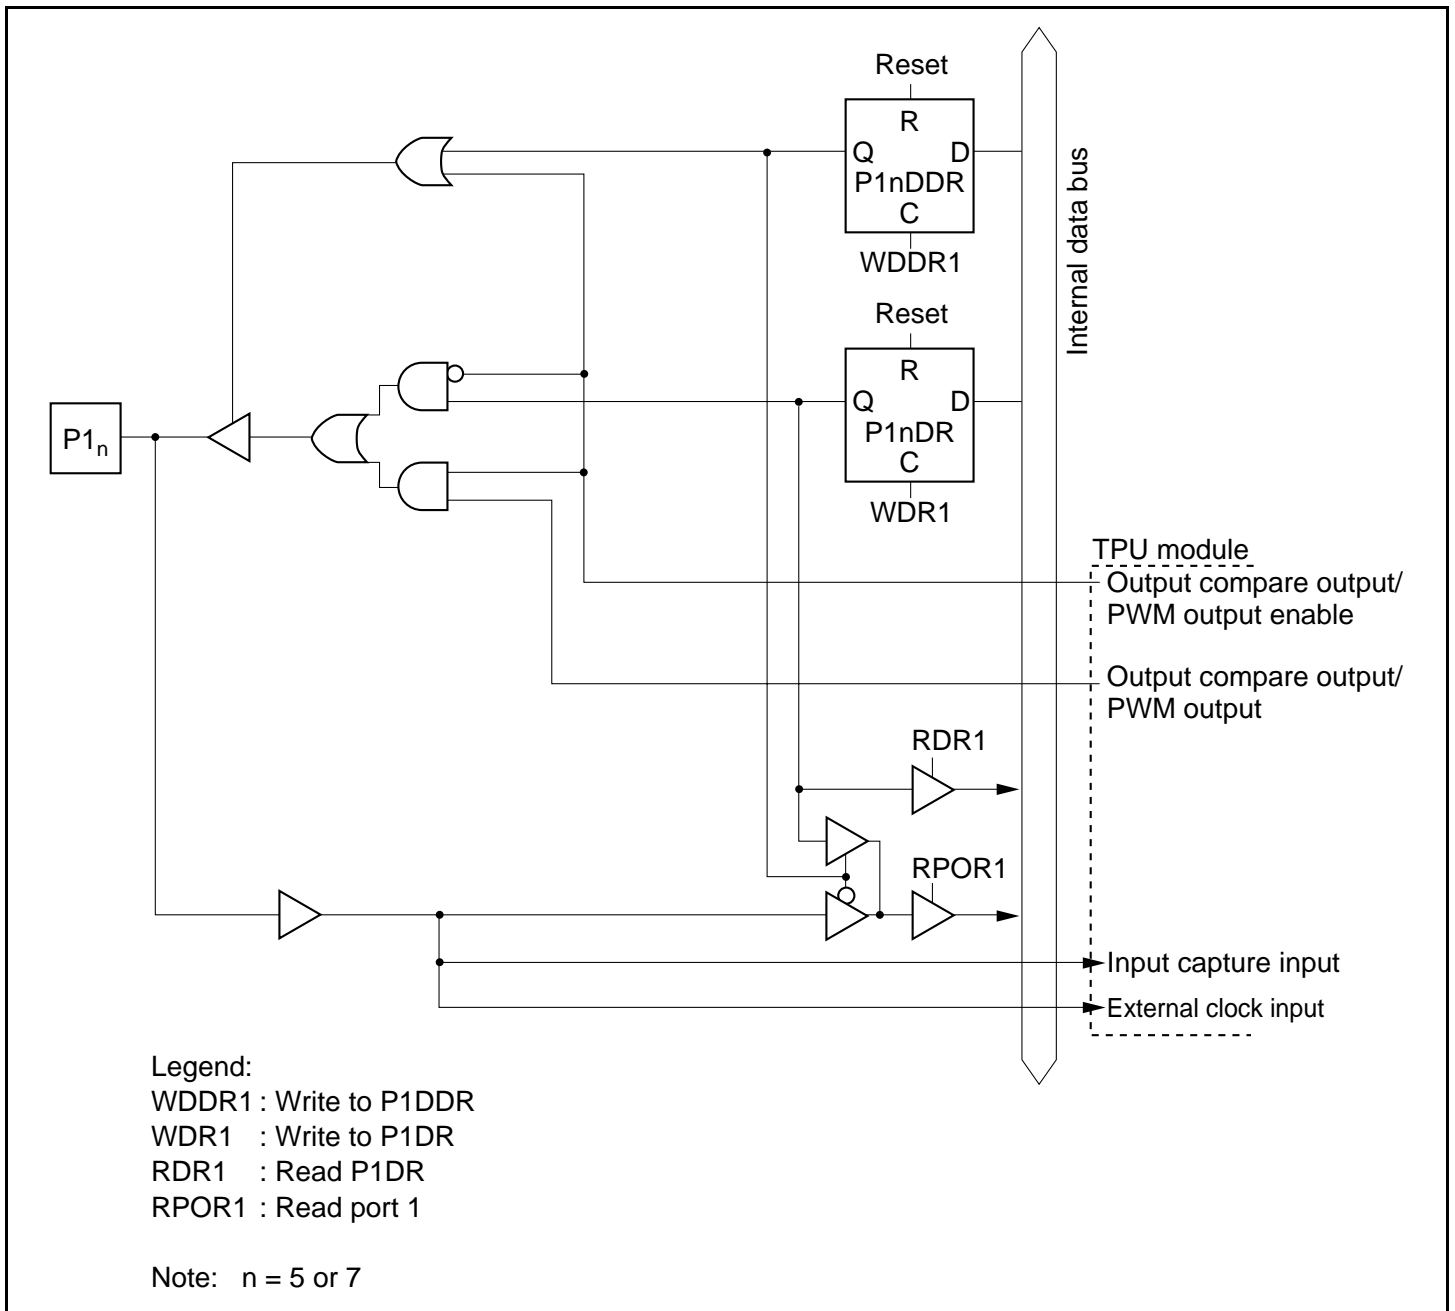 Reset
R
Q D
P1nDDR
C
WDDR1
Internal data bus
Reset
R
Q D
P1nDR
C
WDR1
P1n
TPU module
Output compare output/
PWM output enable
Output compare output/
PWM output
RDR1
RPOR1
Input capture input
External clock input
Legend:
WDDR1 : Write to P1DDR
WDR1 : Write to P1DR
RDR1 : Read P1DR
RPOR1 : Read port 1
Note: n = 5 or 7